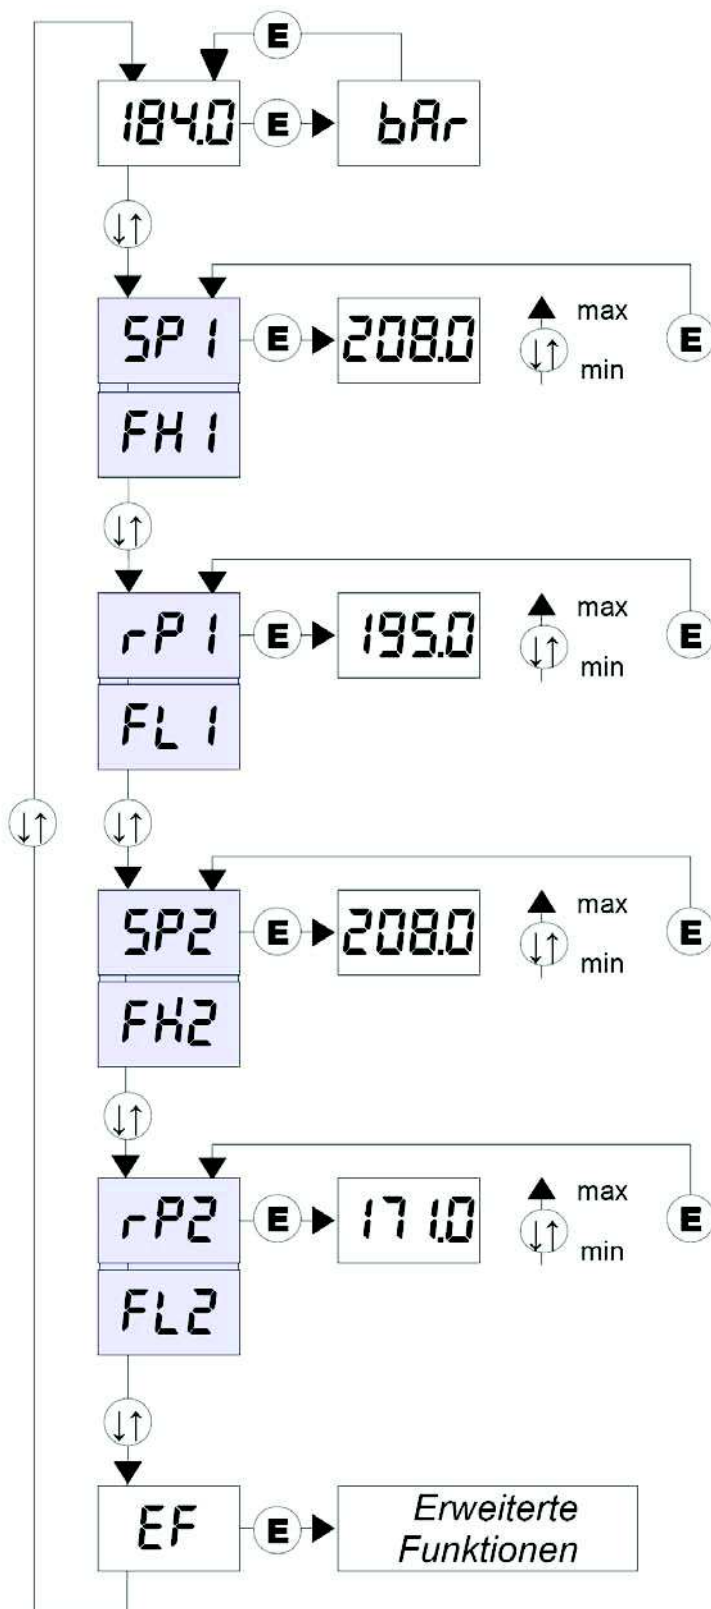 E
184.0 E bAr
↓↑
SP1 E 208.0 ↓↑ max min E
FH1
↓↑
rP1 E 195.0 ↓↑ max min E
FL1
↓↑ ↓↑
SP2 E 208.0 ↓↑ max min E
FH2
↓↑
rP2 E 171.0 ↓↑ max min E
FL2
↓↑
EF E Erweiterte
Funktionen